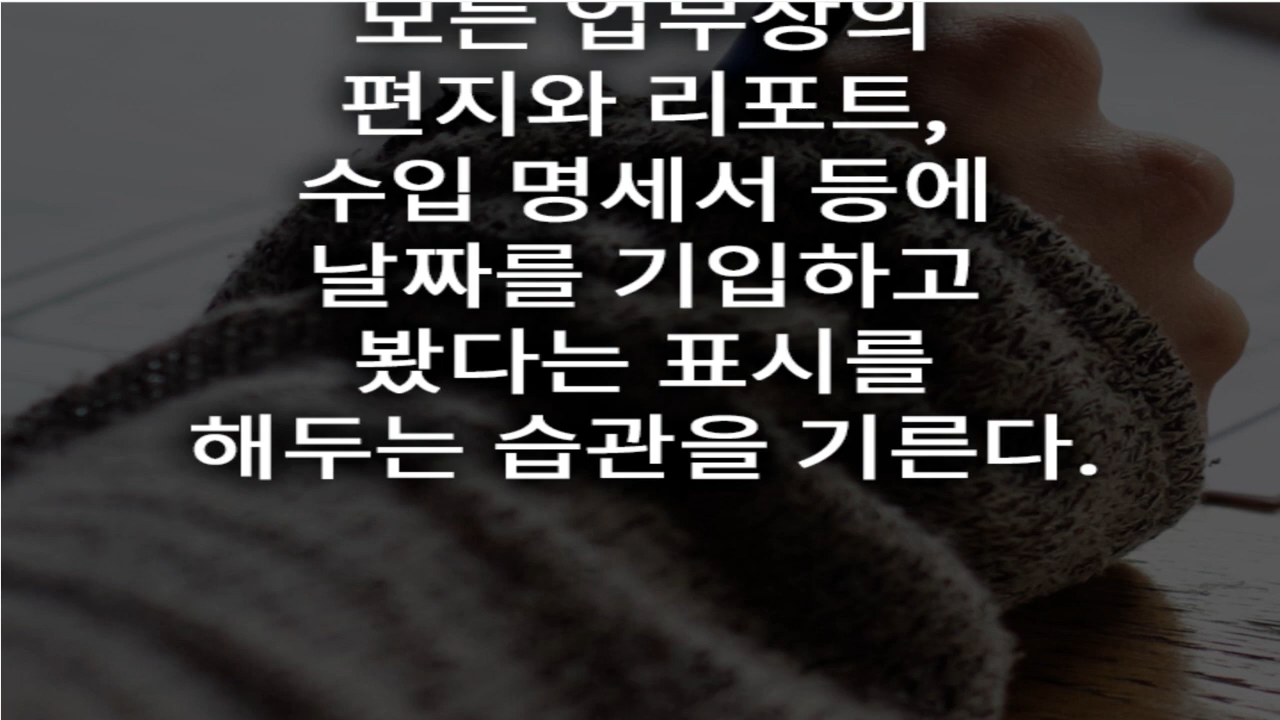 모든 업무상의
편지와 리포트,
수입 명세서 등에
날짜를 기입하고
봤다는 표시를
해두는 습관을 기른다.